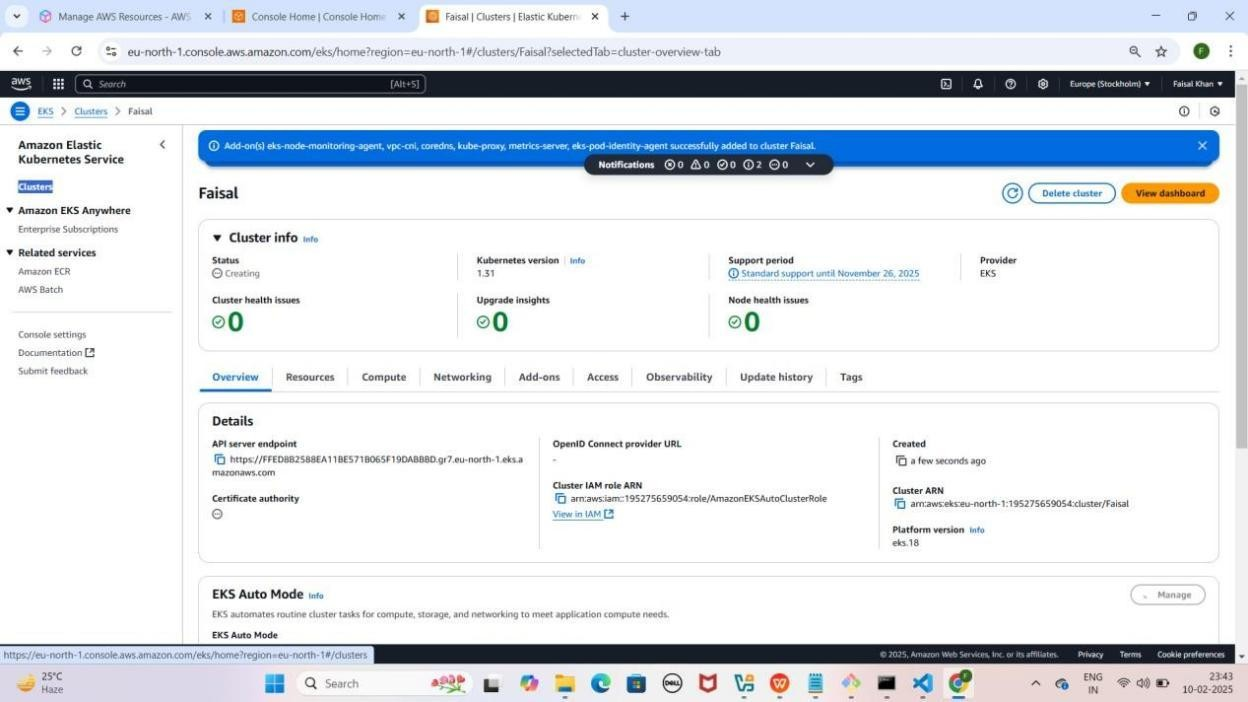 Manage AWS Resources - AWS
Console Home | Console Home
Faisal | Clusters | Elastic Kuberne
eu-north-1.console.aws.amazon.com/eks/home?region=eu-north-1#/clusters/Faisal?selectedTab=cluster-overview-tab
F
aws
Search
[Alt+S]
Europe (Stockholm)
Faisal Khan
EKS > Clusters > Faisal
Amazon Elastic
Kubernetes Service
Clusters
Amazon EKS Anywhere
Enterprise Subscriptions
Related services
Amazon ECR
AWS Batch
Console settings
Documentation
Submit feedback
Add-on(s) eks-node-monitoring-agent, vpc-cni, coredns, kube-proxy, metrics-server, eks-pod-identity-agent successfully added to cluster Faisal.
Notifications 0 0 0 2 0
Faisal
Delete cluster
View dashboard
Cluster info Info
Status
Creating
Kubernetes version Info
1.31
Support period
Standard support until November 26, 2025
Provider
EKS
Cluster health issues
0
Upgrade insights
0
Node health issues
0
Overview
Resources
Compute
Networking
Add-ons
Access
Observability
Update history
Tags
Details
API server endpoint
https://FFED8B2588EA11BE571B065F19DABBBD.gr7.eu-north-1.eks.a
mazonaws.com
Certificate authority
OpenID Connect provider URL
-
Cluster IAM role ARN
arn:aws:iam::195275659054:role/AmazonEKSAutoClusterRole
View in IAM
Created
a few seconds ago
Cluster ARN
arn:aws:eks:eu-north-1:195275659054:cluster/Faisal
Platform version Info
eks.18
EKS Auto Mode Info
Manage
EKS automates routine cluster tasks for compute, storage, and networking to meet application compute needs.
EKS Auto Mode
https://eu-north-1.console.aws.amazon.com/eks/home?region=eu-north-1#/clusters
© 2025, Amazon Web Services, Inc. or its affiliates.
Privacy
Terms
Cookie preferences
25°C
Haze
Search
DELL
ENG
IN
23:43
10-02-2025